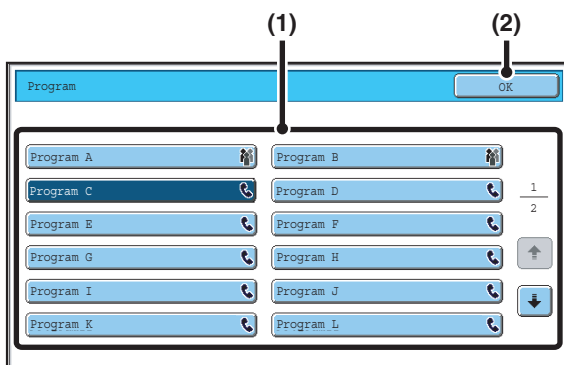 (1) (2)
Program OK
Program A Program B
Program C Program D 1
Program E Program F 2
Program G Program H
Program I Program J
Program K Program L